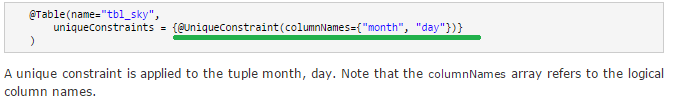 @Table(name="tbl_sky",
uniqueConstraints = {@UniqueConstraint(columnNames={"month", "day"})}
)
A unique constraint is applied to the tuple month, day. Note that the columnNames array refers to the logical
column names.